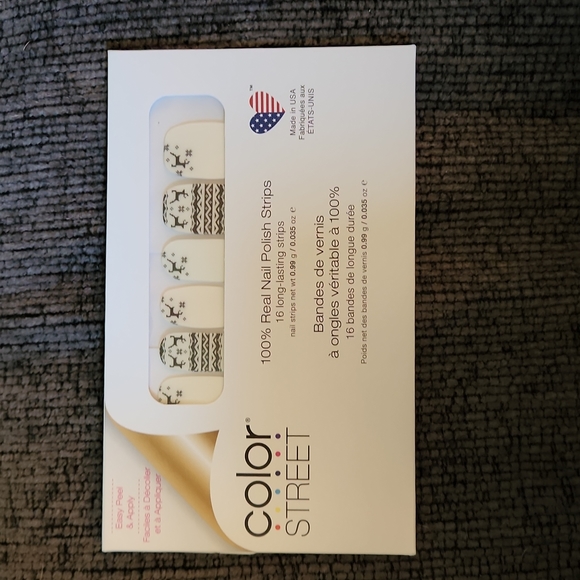 Easy Peel
& Apply
Faciles à Décoller
et à Appliquer
color®
STREET
100% Real Nail Polish Strips
16 long-lasting strips
nail strips net wt 0.99 g / 0.035 oz e
Bandes de vernis
à ongles véritable à 100%
16 bandes de longue durée
Poids net des bandes de vernis 0.99 g / 0.035 oz e
™
Made in USA
Fabriquées aux
ÉTATS-UNIS